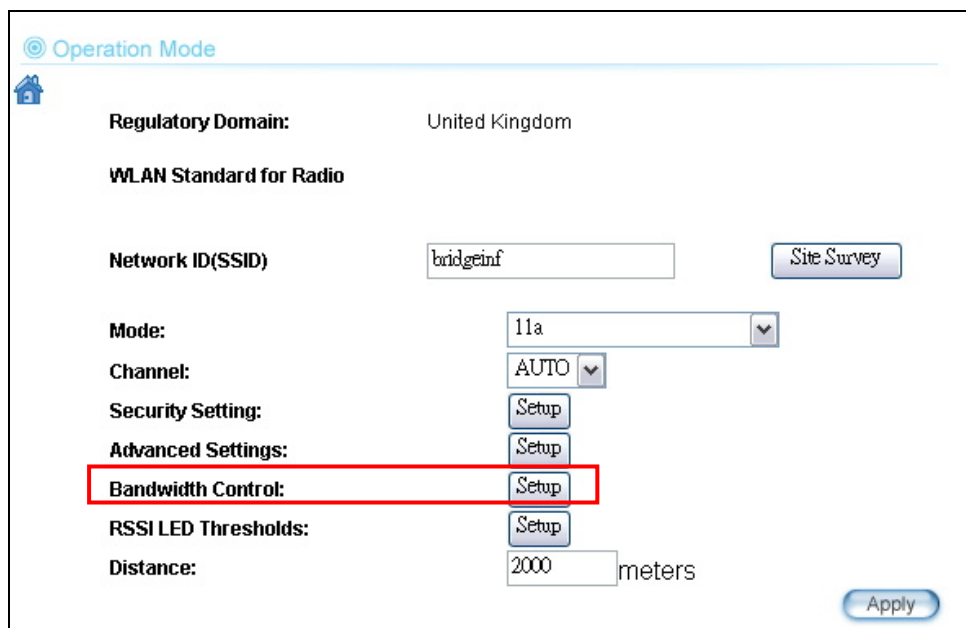 Operation Mode
Regulatory Domain: United Kingdom
WLAN Standard for Radio
Network ID(SSID) bridgeinf Site Survey
Mode: 11a
Channel: AUTO
Security Setting: Setup
Advanced Settings: Setup
Bandwidth Control: Setup
RSSI LED Thresholds: Setup
Distance: 2000 meters
Apply